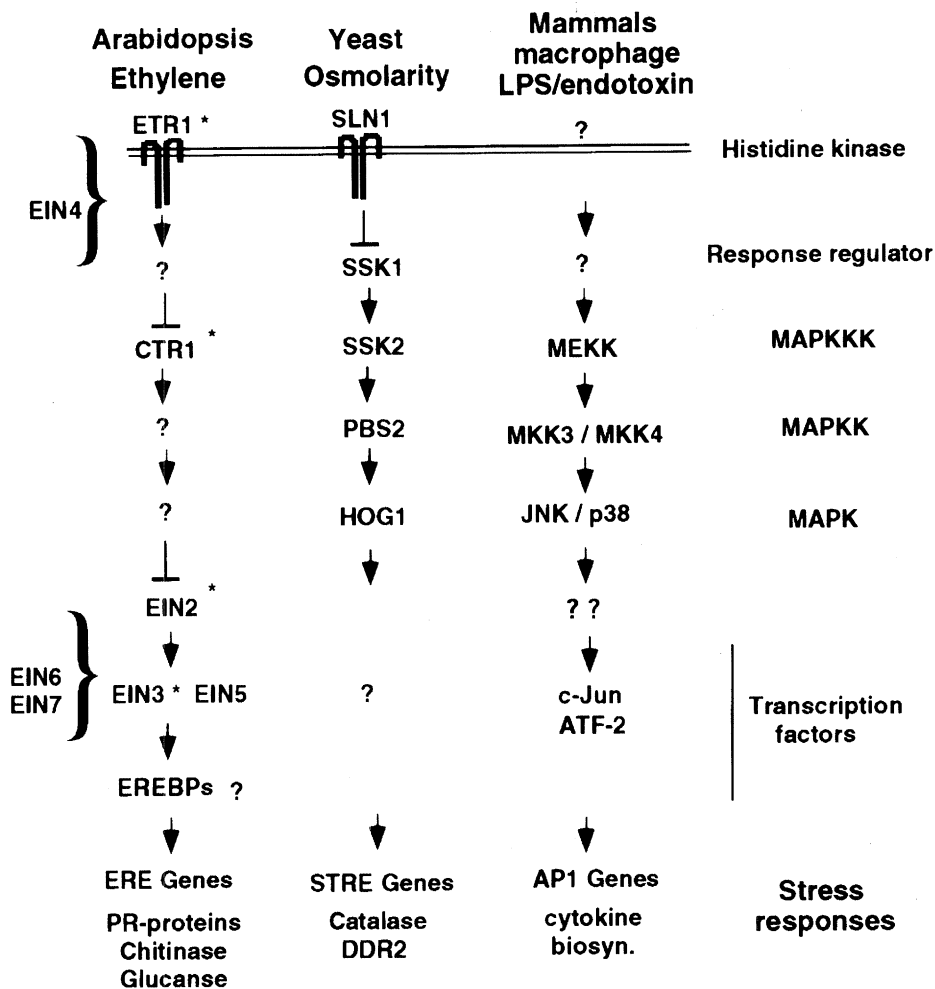 Arabidopsis
Ethylene
Yeast
Osmolarity
Mammals
macrophage
LPS/endotoxin
ETR1 *
SLN1
?
Histidine kinase
EIN4
?
SSK1
?
Response regulator
CTR1 *
SSK2
MEKK
MAPKKK
?
PBS2
MKK3 / MKK4
MAPKK
?
HOG1
JNK / p38
MAPK
EIN2 *
? ?
EIN6
EIN7
EIN3 * EIN5
?
c-Jun
ATF-2
Transcription
factors
EREBPs ?
ERE Genes
STRE Genes
AP1 Genes
Stress
responses
PR-proteins
Chitinase
Glucanse
Catalase
DDR2
cytokine
biosyn.